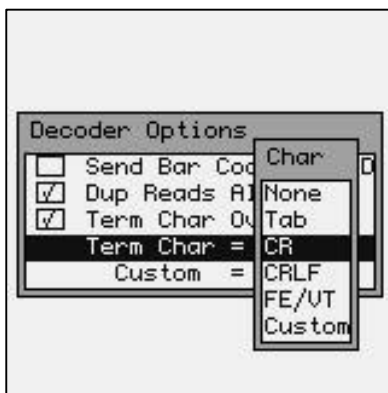 Decoder Options
Send Bar Cod D
Dup Reads Al
Term Char Ov
Term Char =
Custom =
Char
None
Tab
CR
CRLF
FE/VT
Custom